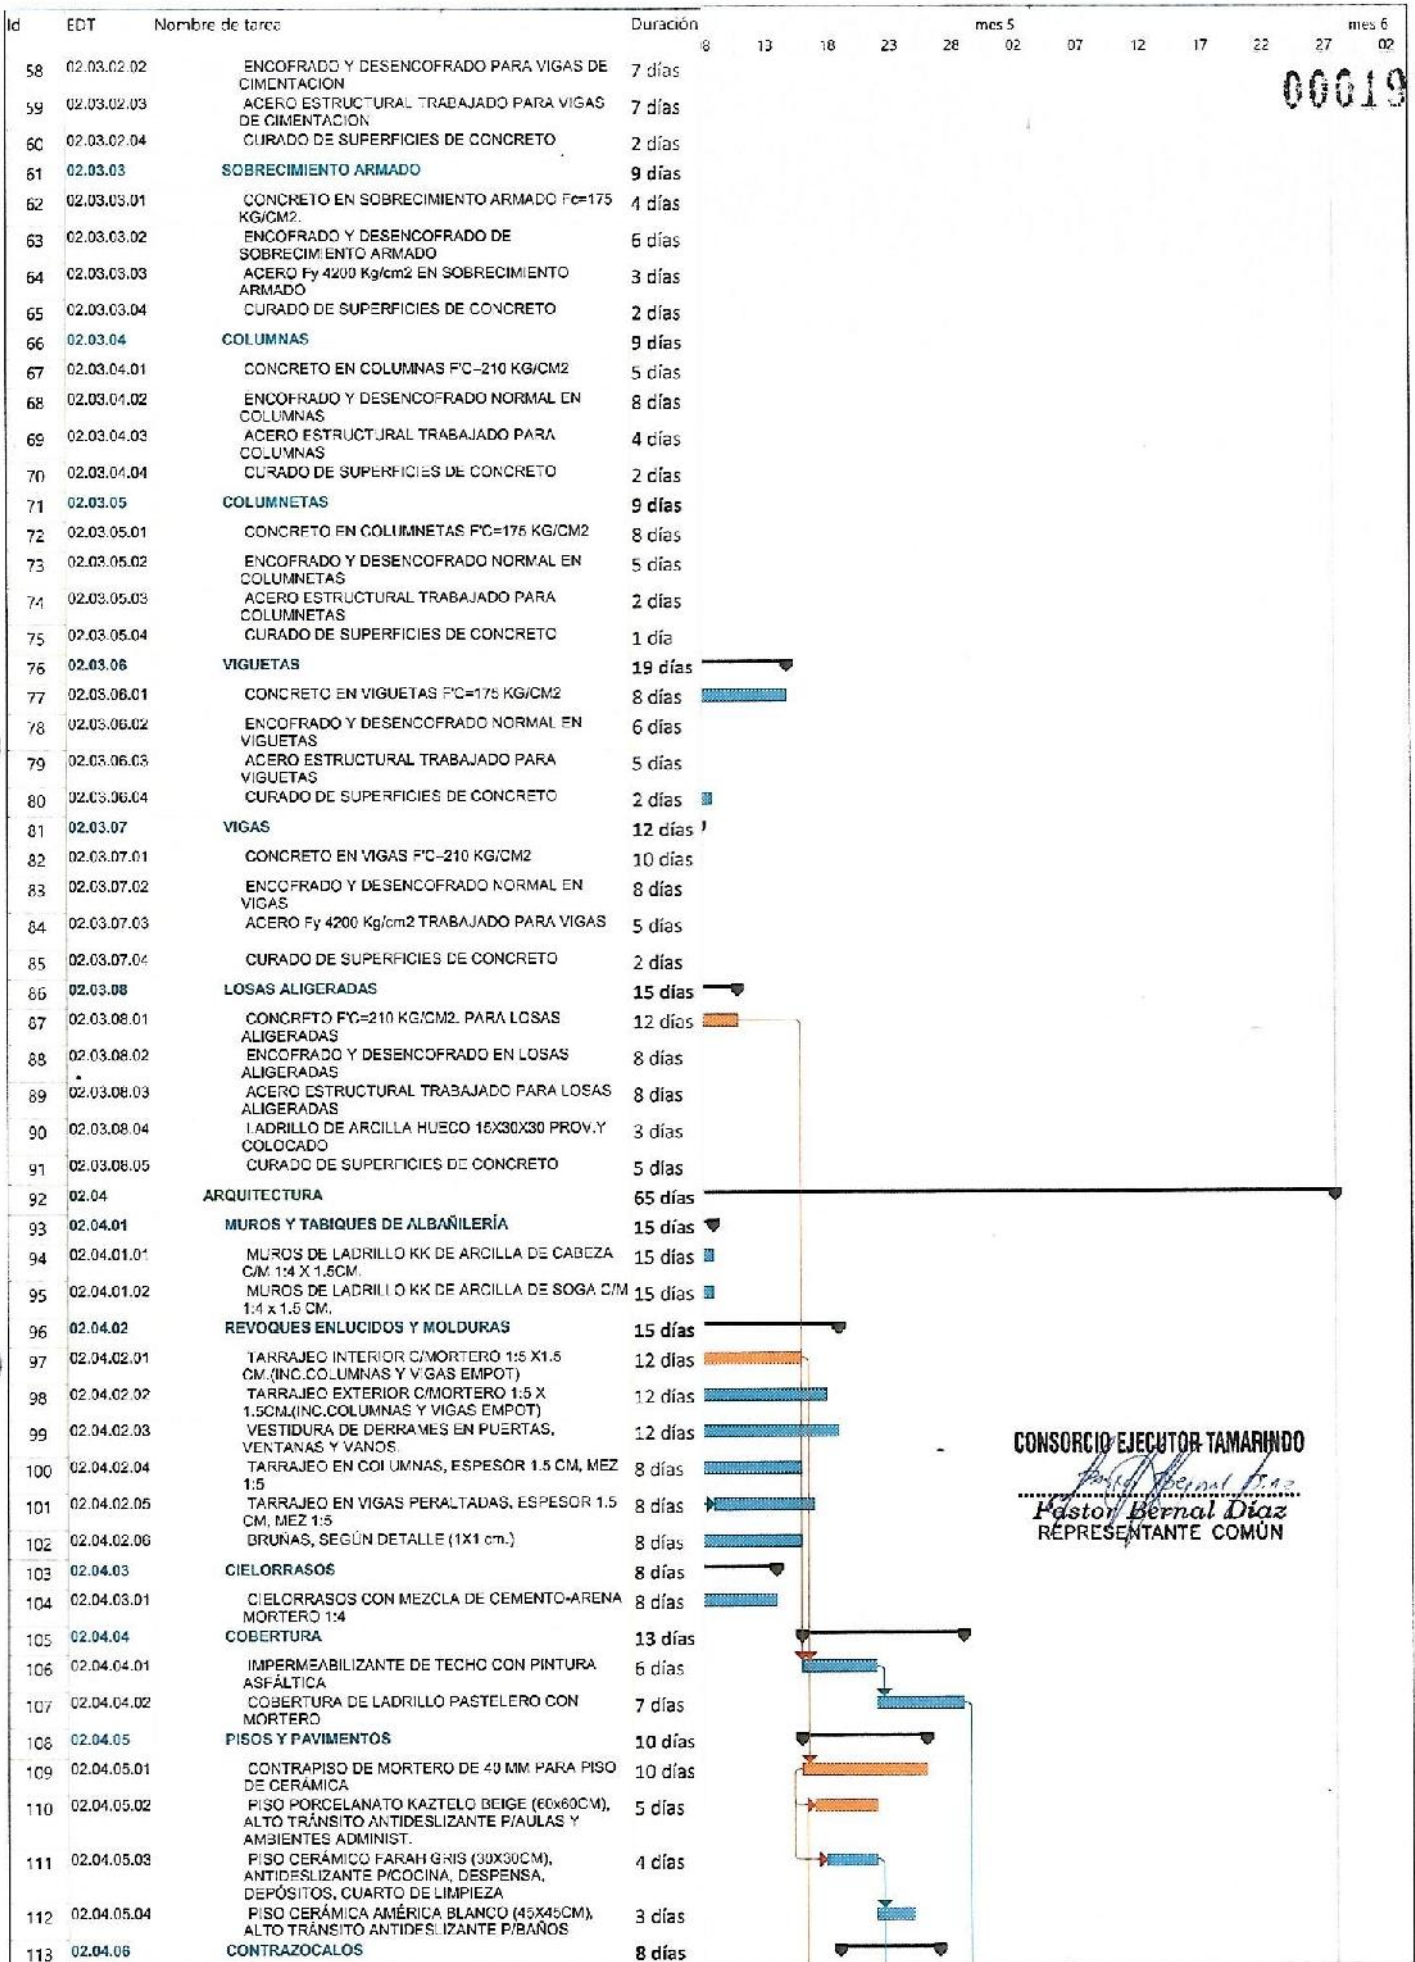 Id EDT Nombre de tarea Duración mes 5 mes 6
8 13 18 23 28 02 07 12 17 22 27 02
00019
58 02.03.02.02 ENCOFRADO Y DESENCOFRADO PARA VIGAS DE 7 días
CIMENTACION
59 02.03.02.03 ACERO ESTRUCTURAL TRABAJADO PARA VIGAS 7 días
DE CIMENTACION
60 02.03.02.04 CURADO DE SUPERFICIES DE CONCRETO 2 días
61 02.03.03 SOBRECIMIENTO ARMADO 9 días
62 02.03.03.01 CONCRETO EN SOBRECIMIENTO ARMADO Fc=175 4 días
KG/CM2.
63 02.03.03.02 ENCOFRADO Y DESENCOFRADO DE 6 días
SOBRECIMIENTO ARMADO
64 02.03.03.03 ACERO Fy 4200 Kg/cm2 EN SOBRECIMIENTO 3 días
ARMADO
65 02.03.03.04 CURADO DE SUPERFICIES DE CONCRETO 2 días
66 02.03.04 COLUMNAS 9 días
67 02.03.04.01 CONCRETO EN COLUMNAS F'C=210 KG/CM2 5 días
68 02.03.04.02 ENCOFRADO Y DESENCOFRADO NORMAL EN 8 días
COLUMNAS
69 02.03.04.03 ACERO ESTRUCTURAL TRABAJADO PARA 4 días
COLUMNAS
70 02.03.04.04 CURADO DE SUPERFICIES DE CONCRETO 2 días
71 02.03.05 COLUMNETAS 9 días
72 02.03.05.01 CONCRETO EN COLUMNETAS F'C=175 KG/CM2 8 días
73 02.03.05.02 ENCOFRADO Y DESENCOFRADO NORMAL EN 5 días
COLUMNETAS
74 02.03.05.03 ACERO ESTRUCTURAL TRABAJADO PARA 2 días
COLUMNETAS
75 02.03.05.04 CURADO DE SUPERFICIES DE CONCRETO 1 día
76 02.03.06 VIGUETAS 19 días
77 02.03.06.01 CONCRETO EN VIGUETAS F'C=175 KG/CM2 8 días
78 02.03.06.02 ENCOFRADO Y DESENCOFRADO NORMAL EN 6 días
VIGUETAS
79 02.03.06.03 ACERO ESTRUCTURAL TRABAJADO PARA 5 días
VIGUETAS
80 02.03.06.04 CURADO DE SUPERFICIES DE CONCRETO 2 días
81 02.03.07 VIGAS 12 días
82 02.03.07.01 CONCRETO EN VIGAS F'C=210 KG/CM2 10 días
83 02.03.07.02 ENCOFRADO Y DESENCOFRADO NORMAL EN 8 días
VIGAS
84 02.03.07.03 ACERO Fy 4200 Kg/cm2 TRABAJADO PARA VIGAS 5 días
85 02.03.07.04 CURADO DE SUPERFICIES DE CONCRETO 2 días
86 02.03.08 LOSAS ALIGERADAS 15 días
87 02.03.08.01 CONCRETO F'C=210 KG/CM2. PARA LOSAS 12 días
ALIGERADAS
88 02.03.08.02 ENCOFRADO Y DESENCOFRADO EN LOSAS 8 días
ALIGERADAS
89 02.03.08.03 ACERO ESTRUCTURAL TRABAJADO PARA LOSAS 8 días
ALIGERADAS
90 02.03.08.04 LADRILLO DE ARCILLA HUECO 15X30X30 PROV.Y 3 días
COLOCADO
91 02.03.08.05 CURADO DE SUPERFICIES DE CONCRETO 5 días
92 02.04 ARQUITECTURA 65 días
93 02.04.01 MUROS Y TABIQUES DE ALBAÑILERÍA 15 días
94 02.04.01.01 MUROS DE LADRILLO KK DE ARCILLA DE CABEZA 15 días
C/M 1:4 X 1.5CM.
95 02.04.01.02 MUROS DE LADRILLO KK DE ARCILLA DE SOGA C/M 15 días
1:4 x 1.5 CM.
96 02.04.02 REVOQUES ENLUCIDOS Y MOLDURAS 15 días
97 02.04.02.01 TARRAJEO INTERIOR C/MORTERO 1:5 X1.5 12 días
CM.(INC.COLUMNAS Y VIGAS EMPOT)
98 02.04.02.02 TARRAJEO EXTERIOR C/MORTERO 1:5 X 12 días
1.5CM.(INC.COLUMNAS Y VIGAS EMPOT)
99 02.04.02.03 VESTIDURA DE DERRAMES EN PUERTAS, 12 días
VENTANAS Y VANOS.
100 02.04.02.04 TARRAJEO EN COLUMNAS, ESPESOR 1.5 CM, MEZ 8 días
1:5
101 02.04.02.05 TARRAJEO EN VIGAS PERALTADAS, ESPESOR 1.5 8 días
CM, MEZ 1:5
102 02.04.02.06 BRUÑAS, SEGÚN DETALLE (1X1 cm.) 8 días
CONSORCIO EJECUTOR TAMARINDO
Pastor Bernal Díaz
Pastor Bernal Díaz
REPRESENTANTE COMÚN
103 02.04.03 CIELORRASOS 8 días
104 02.04.03.01 CIELORRASOS CON MEZCLA DE CEMENTO-ARENA 8 días
MORTERO 1:4
105 02.04.04 COBERTURA 13 días
106 02.04.04.01 IMPERMEABILIZANTE DE TECHO CON PINTURA 6 días
ASFÁLTICA
107 02.04.04.02 COBERTURA DE LADRILLO PASTELERO CON 7 días
MORTERO
108 02.04.05 PISOS Y PAVIMENTOS 10 días
109 02.04.05.01 CONTRAPISO DE MORTERO DE 40 MM PARA PISO 10 días
DE CERÁMICA
110 02.04.05.02 PISO PORCELANATO KAZTELO BEIGE (60x60CM), 5 días
ALTO TRÁNSITO ANTIDESLIZANTE P/AULAS Y
AMBIENTES ADMINIST.
111 02.04.05.03 PISO CERÁMICO FARAH GRIS (30X30CM), 4 días
ANTIDESLIZANTE P/COCINA, DESPENSA,
DEPÓSITOS, CUARTO DE LIMPIEZA
112 02.04.05.04 PISO CERÁMICA AMÉRICA BLANCO (45X45CM), 3 días
ALTO TRÁNSITO ANTIDESLIZANTE P/BAÑOS
113 02.04.06 CONTRAZOCALOS 8 días